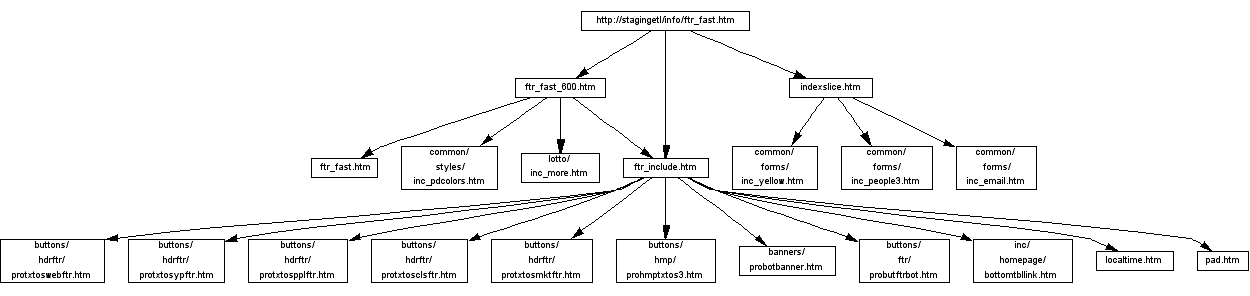 http://stagingetl/info/ftr_fast.htm
ftr_fast_600.htm
indexslice.htm
ftr_fast.htm
common/
styles/
inc_pdcolors.htm
lotto/
inc_more.htm
ftr_include.htm
common/
forms/
inc_yellow.htm
common/
forms/
inc_people3.htm
common/
forms/
inc_email.htm
buttons/
hdrftr/
protxtoswebftr.htm
buttons/
hdrftr/
protxtosypftr.htm
buttons/
hdrftr/
protxtospplftr.htm
buttons/
hdrftr/
protxtosclsftr.htm
buttons/
hdrftr/
protxtosmktftr.htm
buttons/
hmp/
prohmptxtos3.htm
banners/
probotbanner.htm
buttons/
ftr/
probutftrbot.htm
inc/
homepage/
bottomtbllink.htm
localtime.htm
pad.htm